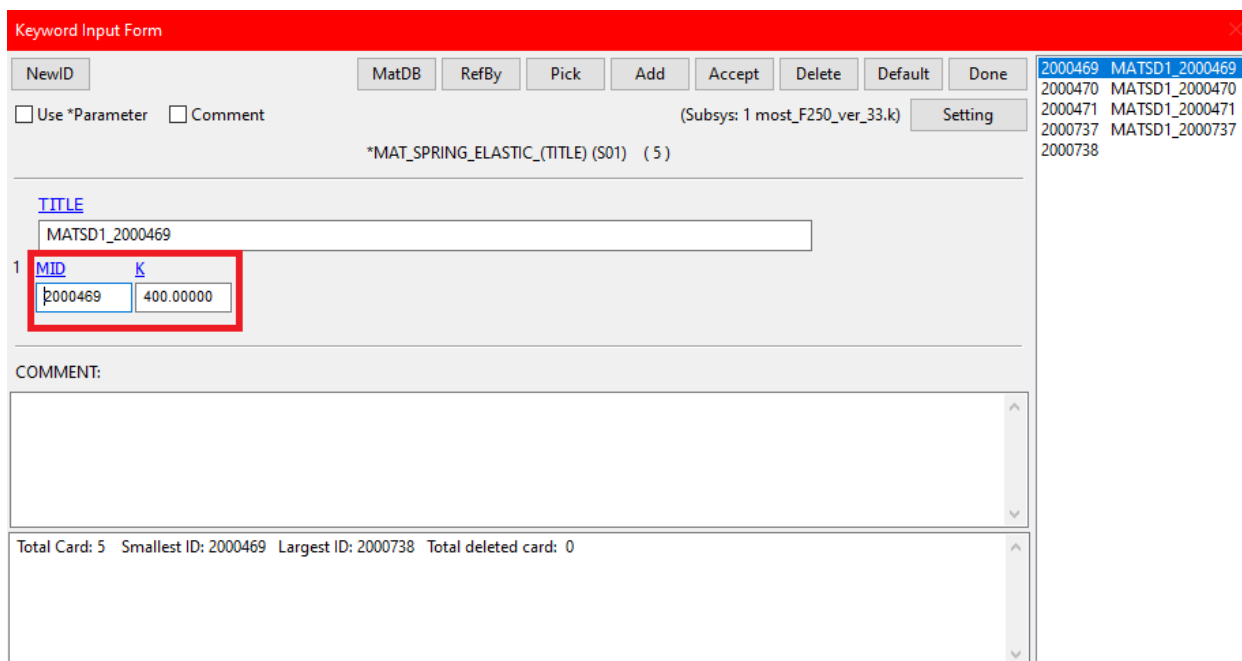 Keyword Input Form
NewID MatDB RefBy Pick Add Accept Delete Default Done
Use *Parameter Comment (Subsys: 1 most_F250_ver_33.k) Setting
*MAT_SPRING_ELASTIC_(TITLE) (S01) (5)
TITLE
MATSD1_2000469
1 MID K
2000469 400.00000
COMMENT:
Total Card: 5 Smallest ID: 2000469 Largest ID: 2000738 Total deleted card: 0
2000469 MATSD1_2000469
2000470 MATSD1_2000470
2000471 MATSD1_2000471
2000737 MATSD1_2000737
2000738